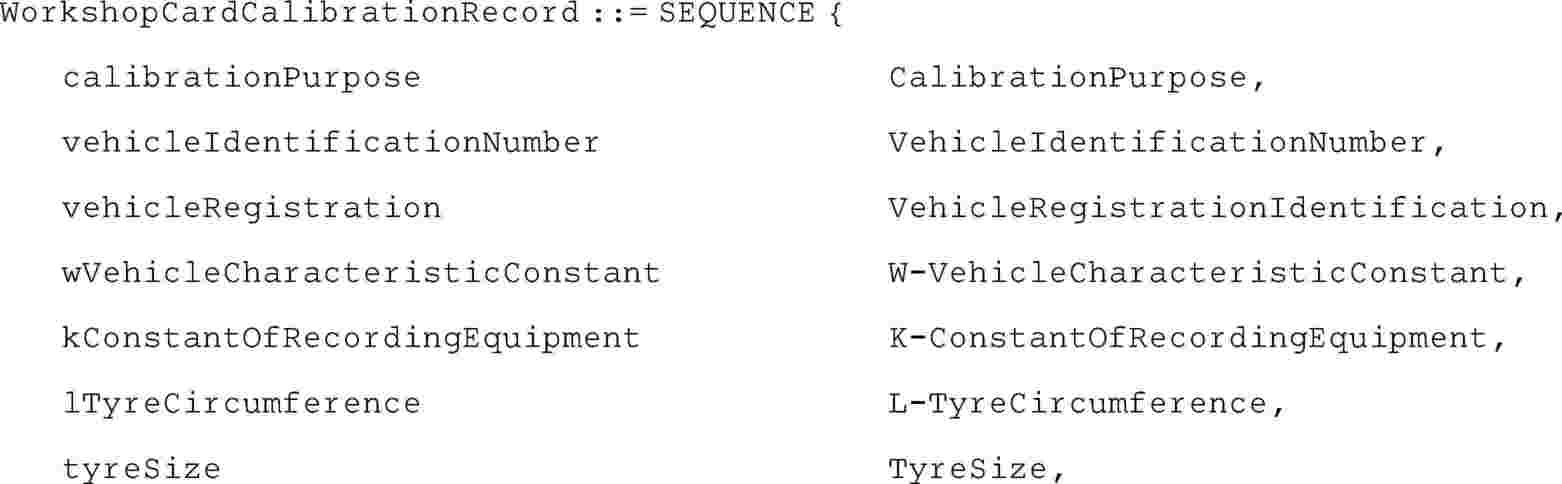 WorkshopCardCalibrationRecord ::= SEQUENCE {
calibrationPurpose CalibrationPurpose,
vehicleIdentificationNumber VehicleIdentificationNumber,
vehicleRegistration VehicleRegistrationIdentification,
wVehicleCharacteristicConstant W-VehicleCharacteristicConstant,
kConstantOfRecordingEquipment K-ConstantOfRecordingEquipment,
lTyreCircumference L-TyreCircumference,
tyreSize TyreSize,